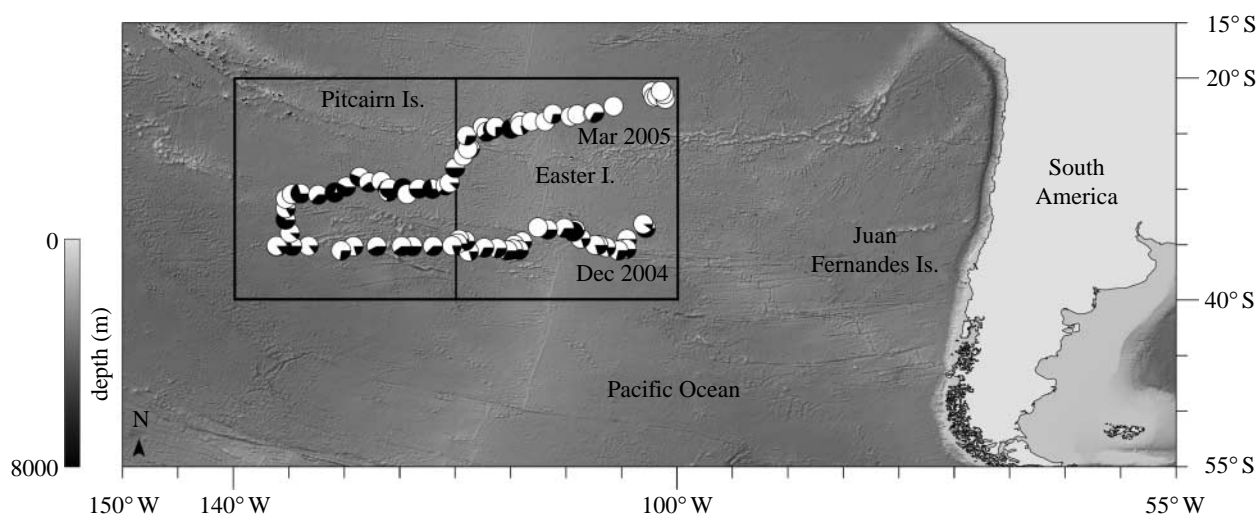 15° S
20° S
Pitcairn Is.
Mar 2005
Easter I.
South
America
0
Juan
Fernandes Is.
Dec 2004
40° S
depth (m)
Pacific Ocean
N
8000
55° S
150° W
140° W
100° W
55° W